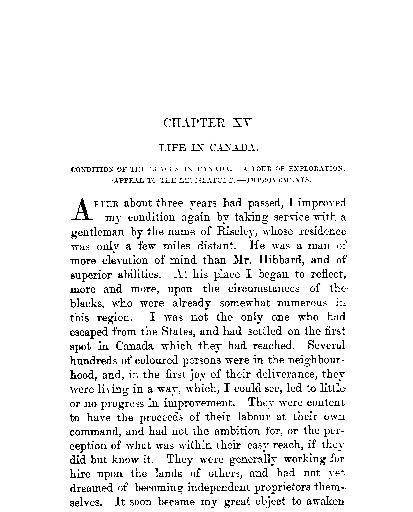 CHAPTER XV
LIFE IN CANADA.
CONDITION OF THE BLACKS IN CANADA.—A TOUR OF EXPLORATION.—
APPEAL TO THE LEGISLATURE.—IMPROVEMENTS.
AFTER about three years had passed, I improved
my condition again by taking service with a
gentleman by the name of Riseley, whose residence
was only a few miles distant. He was a man of
more elevation of mind than Mr. Hibbard, and of
superior abilities. At his place I began to reflect,
more and more, upon the circumstances of the
blacks, who were already somewhat numerous in
this region. I was not the only one who had
escaped from the States, and had settled on the first
spot in Canada which they had reached. Several
hundreds of coloured persons were in the neighbour-
hood, and, in the first joy of their deliverance, they
were living in a way, which, I could see, led to little
or no progress in improvement. They were content
to have the proceeds of their labour at their own
command, and had not the ambition for, or the per-
ception of what was within their easy reach, if they
did but know it. They were generally working for
hire upon the lands of others, and had not yet
dreamed of becoming independent proprietors them-
selves. It soon became my great object to awaken